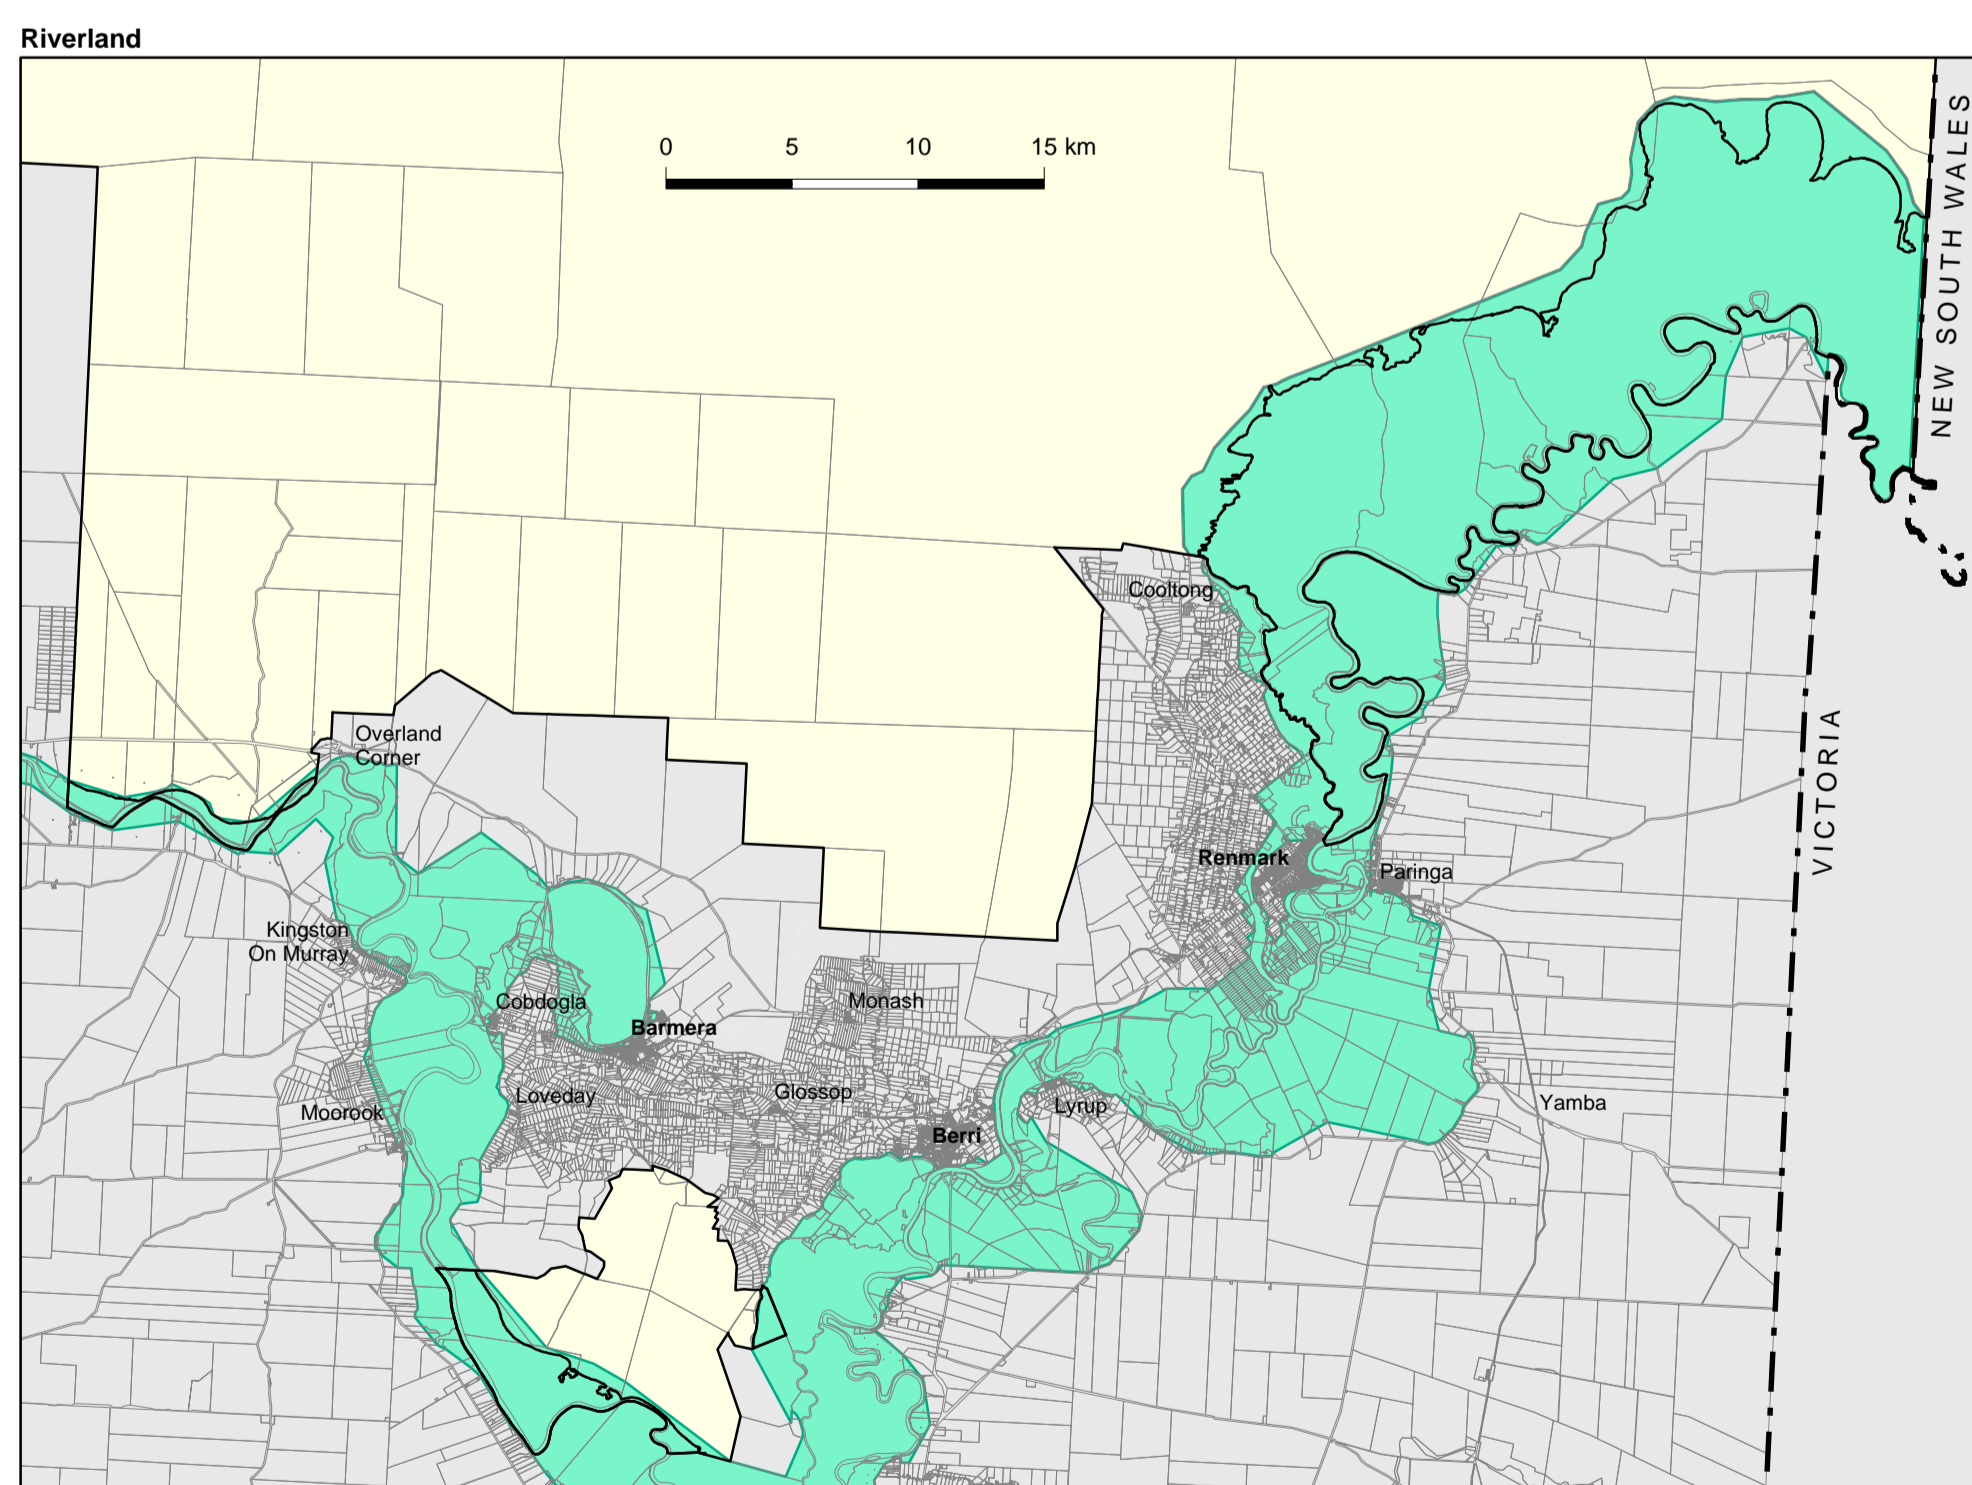 Riverland
0 5 10 15 km
NEW SOUTH WALES
Cooltong
VICTORIA
Overland
Corner
Renmark
Paringa
Kingston
On Murray
Cobdogla
Monash
Barmera
Loveday
Glossop
Lyrup
Yamba
Moorook
Berri